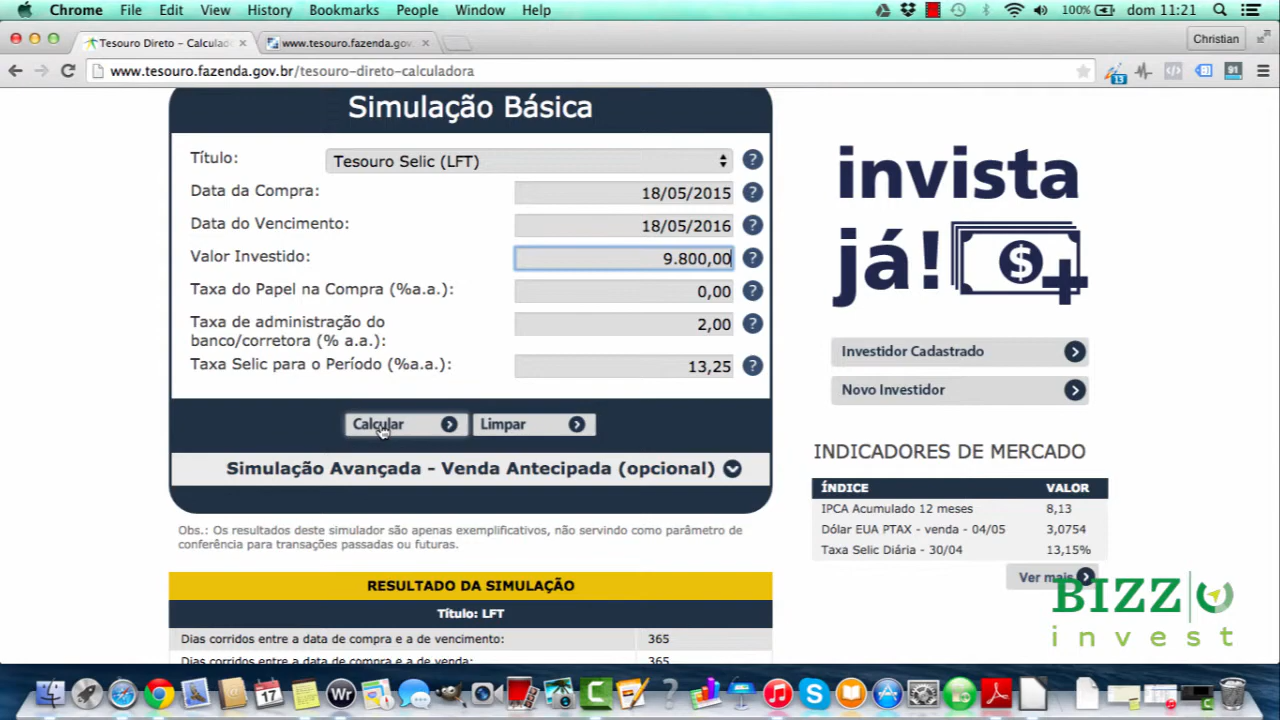 Chrome File Edit View History Bookmarks People Window Help 100% dom 11:21
Tesouro Direto – Calculad www.tesouro.fazenda.gov. Christian
www.tesouro.fazenda.gov.br/tesouro-direto-calculadora 13 91
Simulação Básica
Título: Tesouro Selic (LFT) ?
Data da Compra: 18/05/2015 ?
Data do Vencimento: 18/05/2016 ?
Valor Investido: 9.800,00 ?
Taxa do Papel na Compra (%a.a.): 0,00 ?
Taxa de administração do
banco/corretora (% a.a.): 2,00 ?
Taxa Selic para o Período (%a.a.): 13,25 ?
Calcular Limpar
Simulação Avançada - Venda Antecipada (opcional)
Obs.: Os resultados deste simulador são apenas exemplificativos, não servindo como parâmetro de
conferência para transações passadas ou futuras.
RESULTADO DA SIMULAÇÃO
Título: LFT
Dias corridos entre a data de compra e a de vencimento: 365
Dias corridos entre a data de compra e a de venda: 365
invista
já! $
Investidor Cadastrado
Novo Investidor
INDICADORES DE MERCADO
ÍNDICE VALOR
IPCA Acumulado 12 meses 8,13
Dólar EUA PTAX - venda - 04/05 3,0754
Taxa Selic Diária - 30/04 13,15%
Ver mais
BIZZ
invest
17 Wr